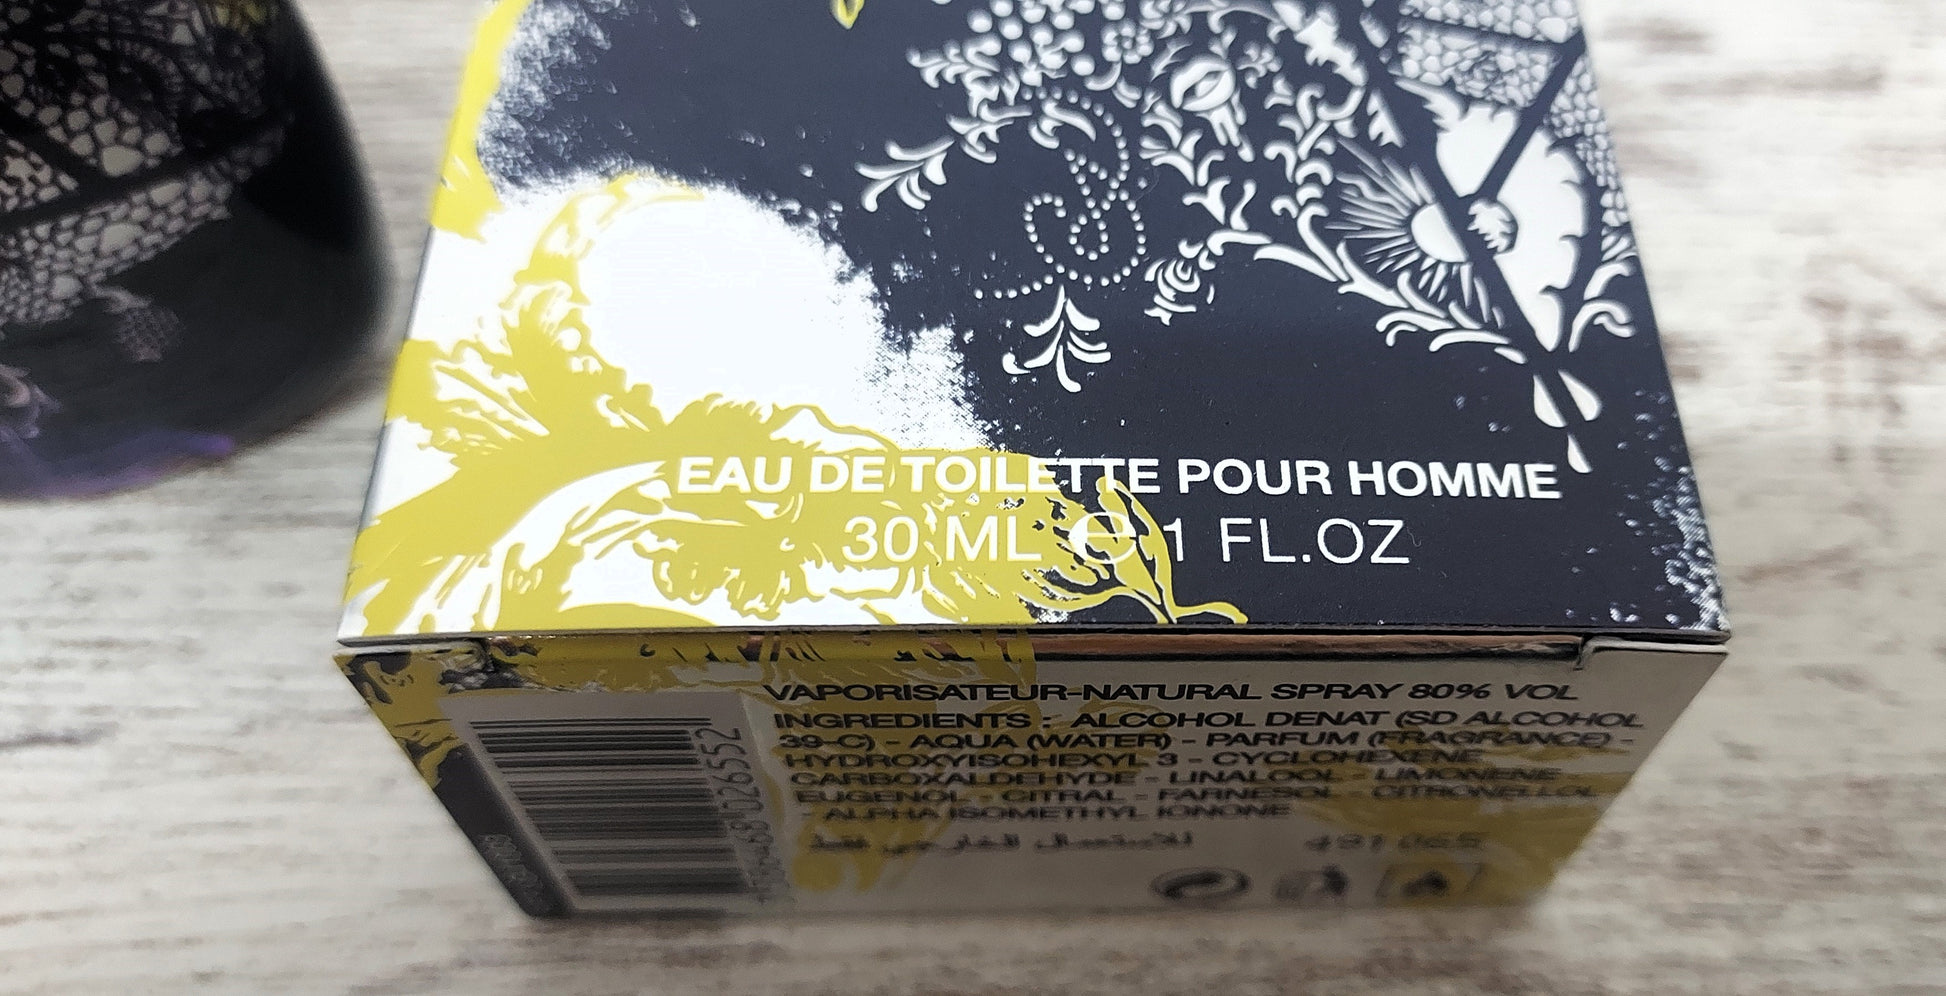 EAU DE TOILETTE POUR HOMME
30 ML ℮ 1 FL.OZ
VAPORISATEUR-NATURAL SPRAY 80% VOL
INGREDIENTS : ALCOHOL DENAT (SD ALCOHOL
39-C) - AQUA (WATER) - PARFUM (FRAGRANCE) -
HYDROXYISOHEXYL 3 - CYCLOHEXENE
CARBOXALDEHYDE - LINALOOL - LIMONENE
EUGENOL - CITRAL - FARNESOL - CITRONELLOL
- ALPHA ISOMETHYL IONONE
للاستعمال الخارجي فقط
026552